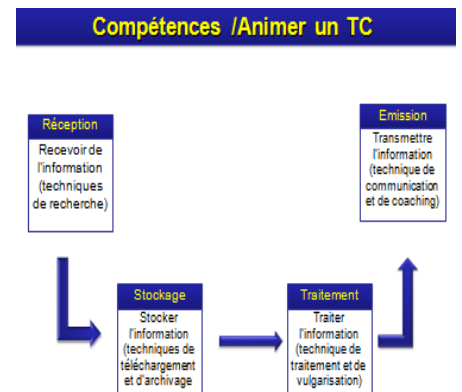 Compétences /Animer un TC
Réception
Recevoir de
l'information
(techniques
de recherche)
Stockage
Stocker
l'information
(techniques de
téléchargement
et d'archivage
Traitement
Traiter
l'information
(technique de
traitement et de
vulgarisation)
Emission
Transmettre
l'information
(technique de
communication
et de coaching)